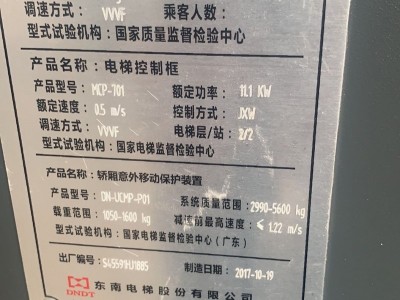 调速方式: VVVF 乘客人数:
型式试验机构: 国家质量监督检验中心
产品名称: 电梯控制框
产品型号: MCP-701 额定功率: 11.1 KW
额定速度: 0.5 m/s 控制方式: JXW
调速方式: VVVF 电梯层/站: 2/2
型式试验机构: 国家电梯监督检验中心
产品名称: 轿厢意外移动保护装置
产品型号: DN-UCMP-P01 系统质量范围: 2990-5600 kg
载重范围: 1050-1600 kg 减速前最高速度: ≤ 1.22 m/s
型式试验机构: 国家电梯监督检验中心(广东)
出厂编号: S45591HJ1885 制造日期: 2017-10-19
DNDT 东南电梯股份有限公司